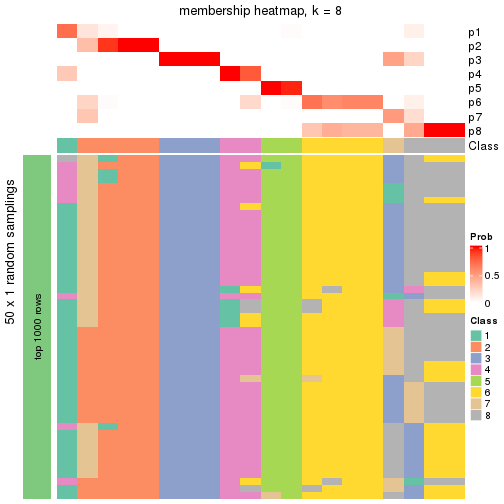 membership heatmap, k = 8
p1
p2
p3
p4
p5
p6
p7
p8
Class
50 x 1 random samplings
top 1000 rows
Prob
1
0.5
0
Class
1
2
3
4
5
6
7
8